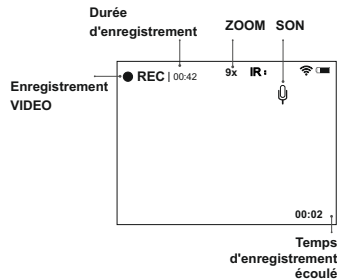 Durée
d'enregistrement
ZOOM SON
REC | 00:42
9x IR:
Enregistrement
VIDEO
00:02
Temps
d'enregistrement
écoulé